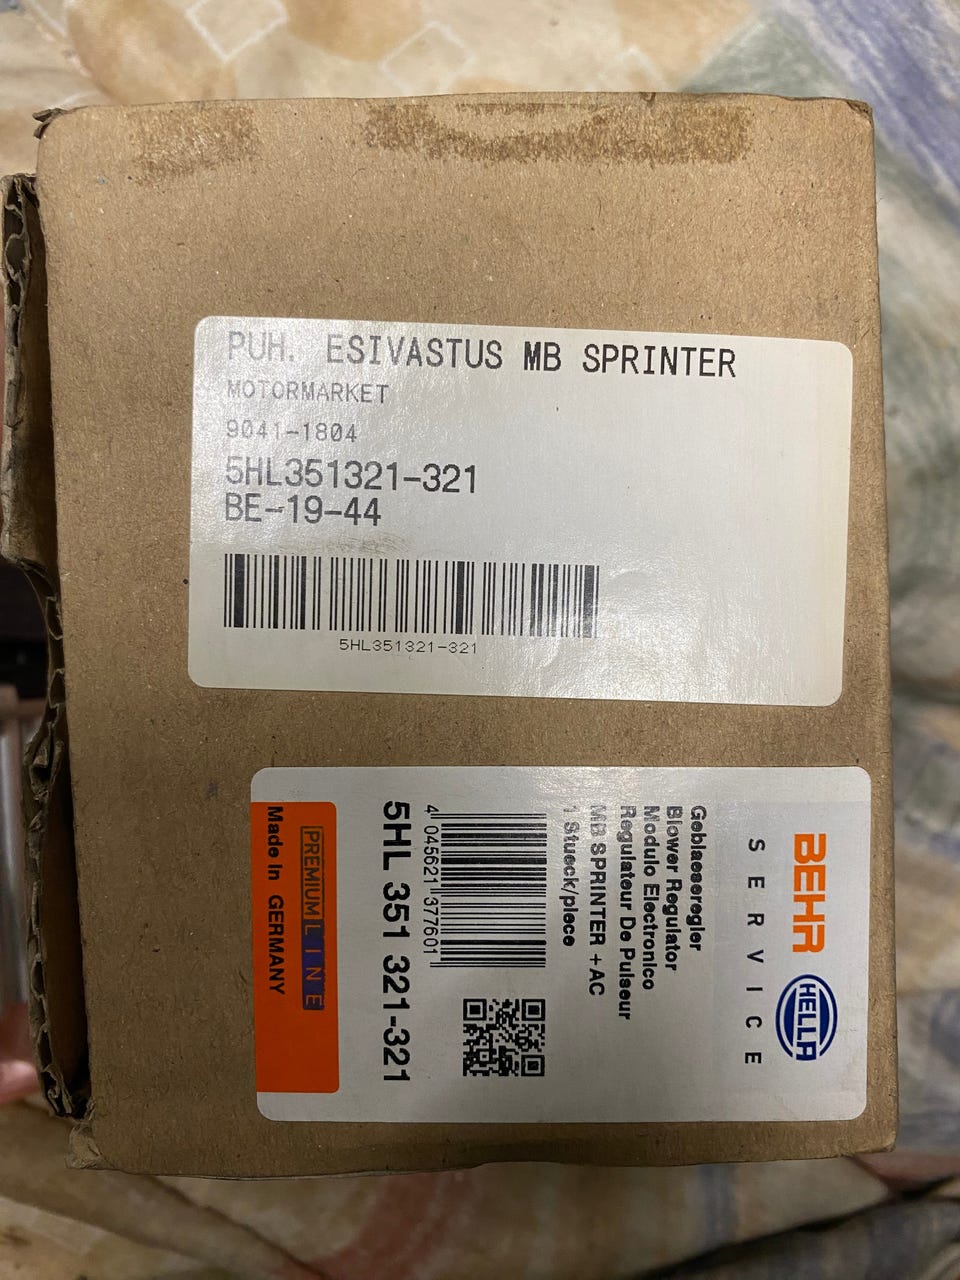 PUH. ESIVASTUS MB SPRINTER
MOTORMARKET
9041-1804
5HL351321-321
BE-19-44
5HL351321-321
BEHR HELLA
SERVICE
Geblaeseregler
Blower Regulator
Modulo Electronico
Regulateur De Pulseur
MB SPRINTER + AC
1 Stueck/piece
4 045621 377601
5HL 351 321-321
PREMIUM LINE
Made in GERMANY